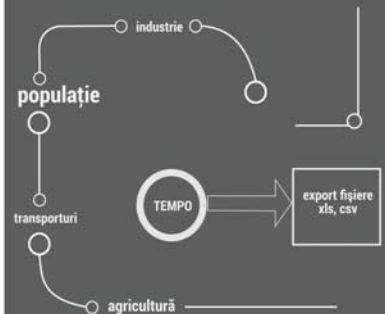 industrie
populație
TEMPO
export fișiere
xls, csv
transporturi
agricultură